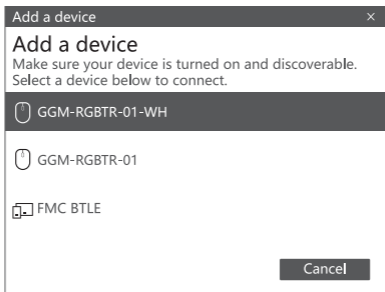 Add a device ×
Add a device
Make sure your device is turned on and discoverable.
Select a device below to connect.
GGM-RGBTR-01-WH
GGM-RGBTR-01
FMC BTLE
Cancel